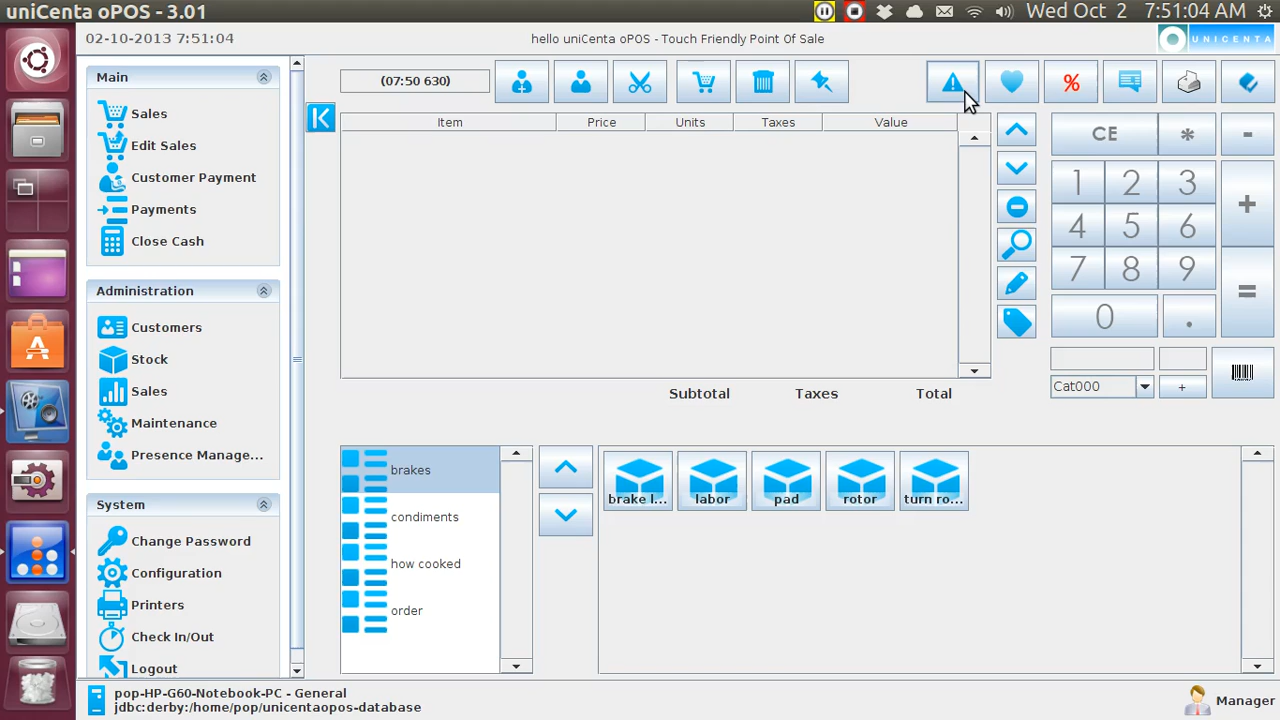 uniCenta oPOS - 3.01
Wed Oct 2 7:51:04 AM
02-10-2013 7:51:04
hello uniCenta oPOS - Touch Friendly Point Of Sale
UNICENTA
Main
Sales
Edit Sales
Customer Payment
Payments
Close Cash
Administration
Customers
Stock
Sales
Maintenance
Presence Manage...
System
Change Password
Configuration
Printers
Check In/Out
Logout
(07:50 630)
%
Item Price Units Taxes Value
Subtotal Taxes Total
CE * -
1 2 3 +
4 5 6
7 8 9 =
0 .
Cat000 +
brakes
condiments
how cooked
order
brake l...
labor
pad
rotor
turn ro...
pop-HP-G60-Notebook-PC - General
jdbc:derby:/home/pop/unicentaopos-database
Manager